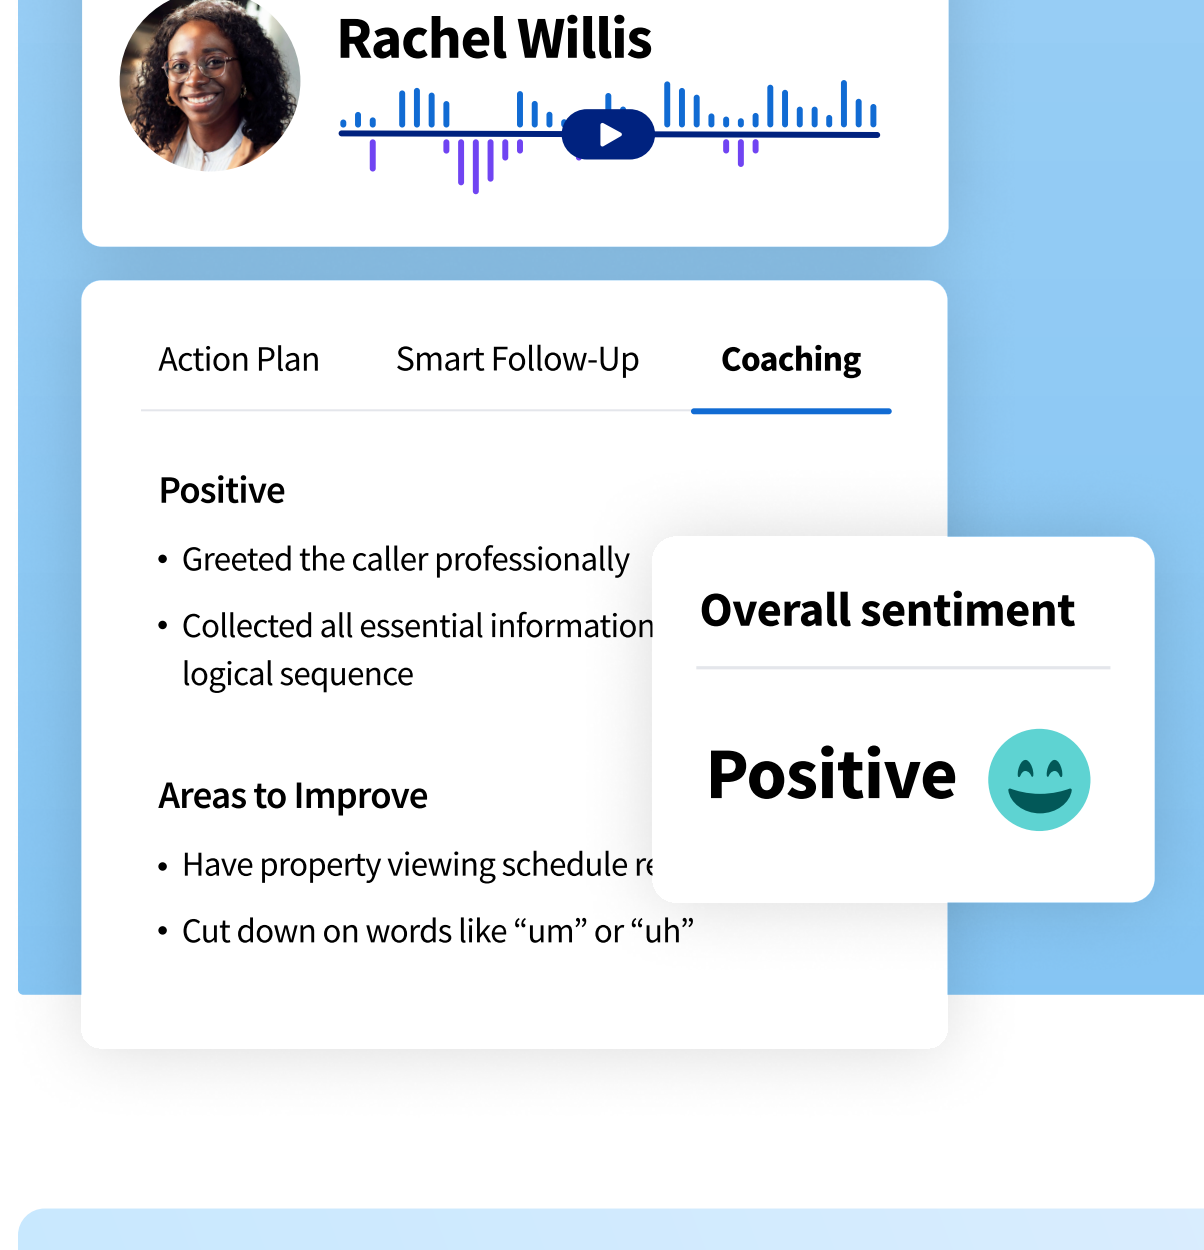 Rachel Willis
Action Plan
Smart Follow-Up
Coaching
Positive
• Greeted the caller professionally
• Collected all essential information
logical sequence
Areas to Improve
• Have property viewing schedule
• Cut down on words like “um” or “uh”
Overall sentiment
Positive